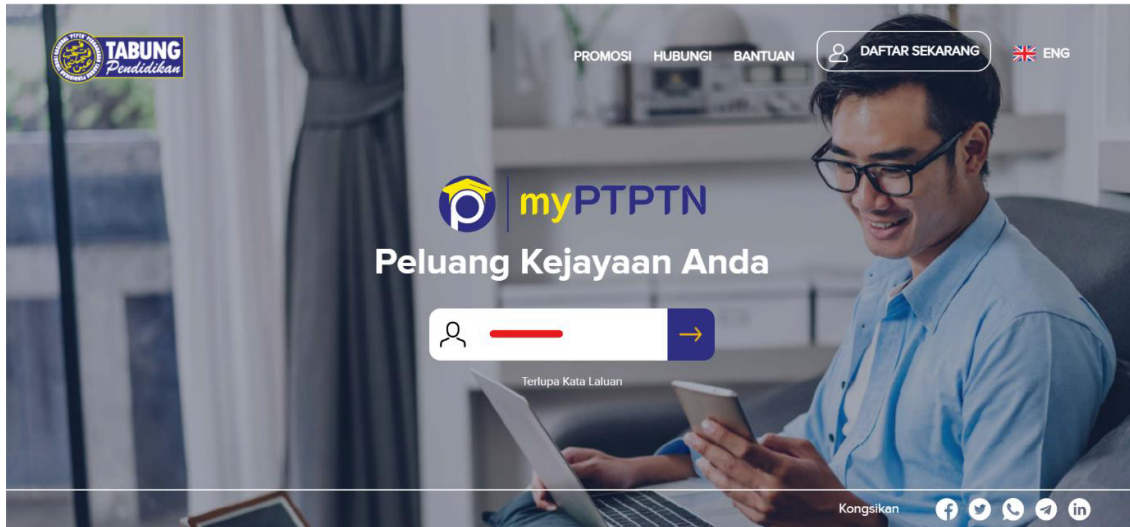 TABUNG
Pendidikan
PROMOSI HUBUNGI BANTUAN DAFTAR SEKARANG ENG
myPTPTN
Peluang Kejayaan Anda
Terlupa Kata Laluan
Kongsikan